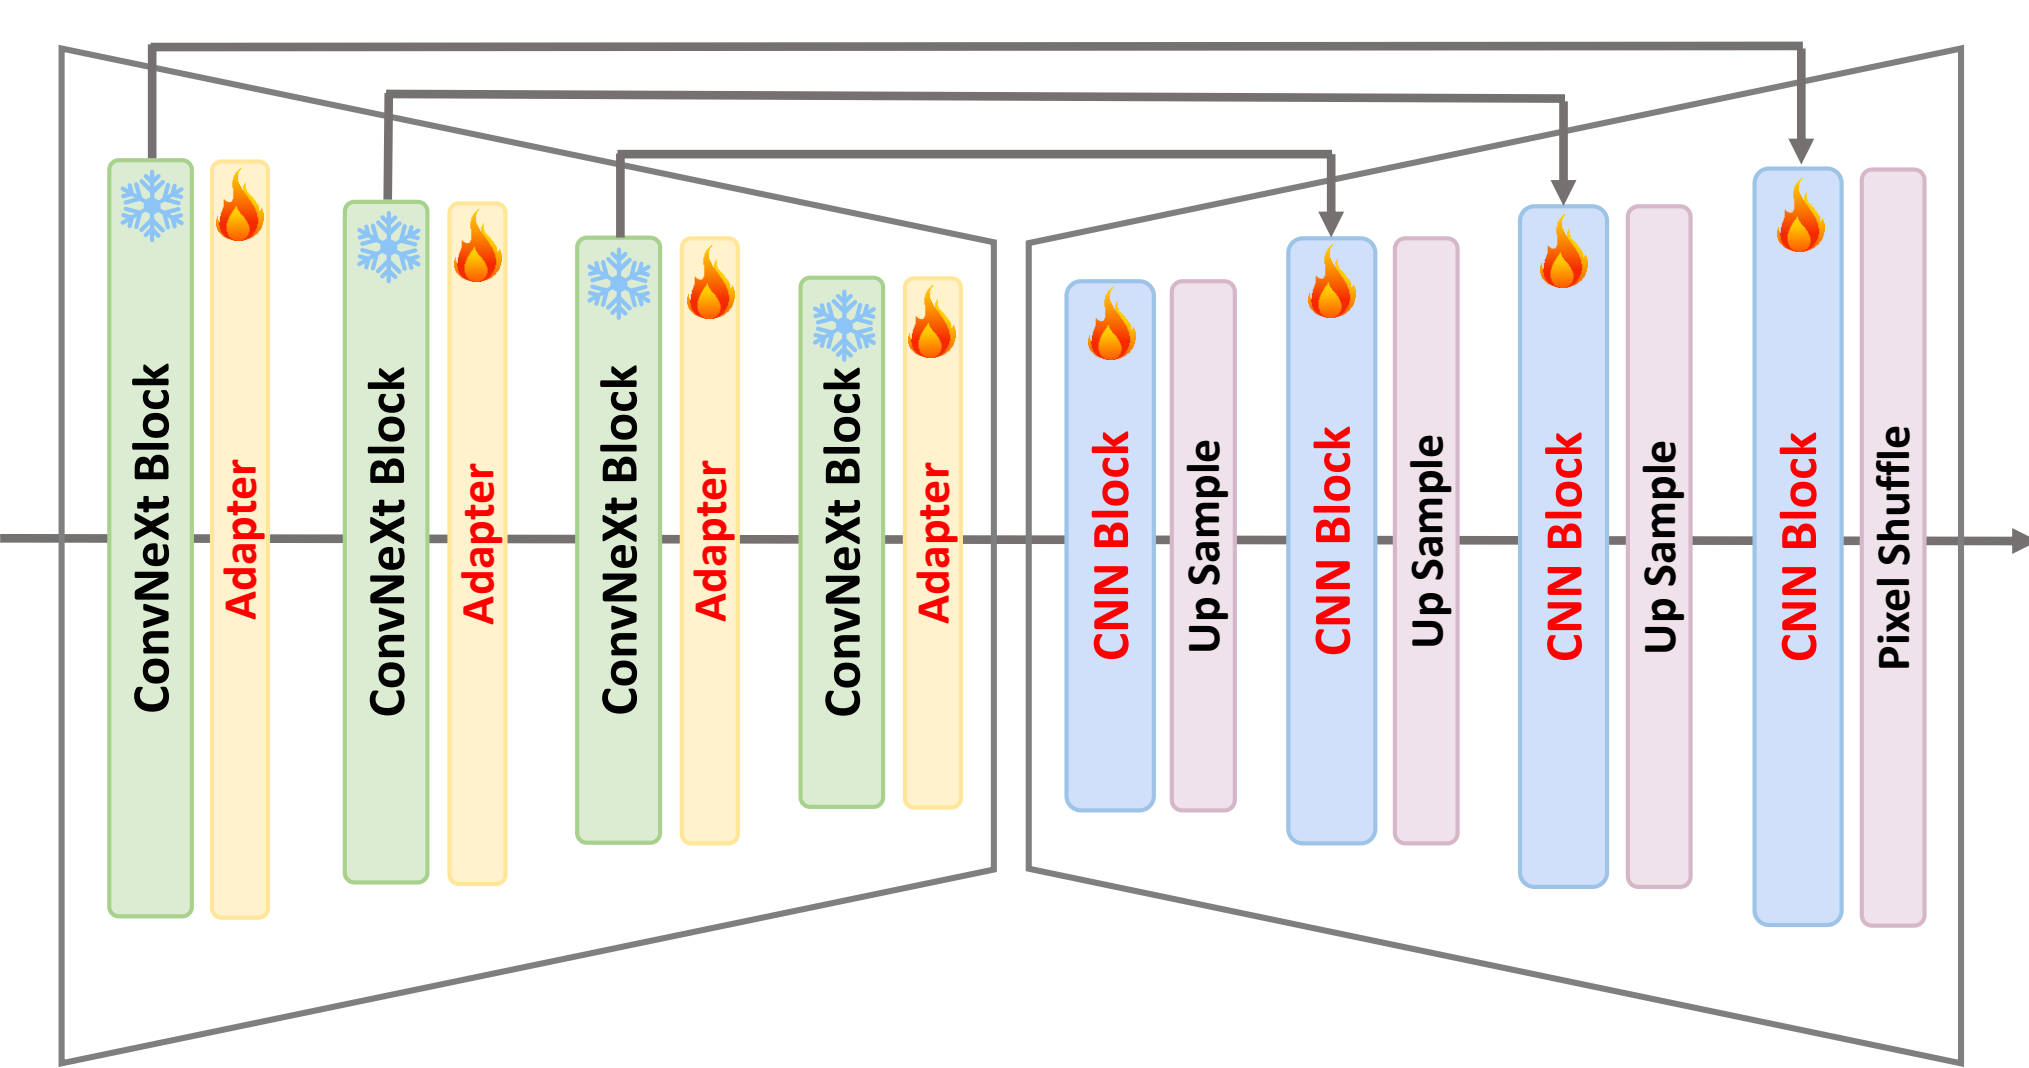 ConvNeXt Block
Adapter
ConvNeXt Block
Adapter
ConvNeXt Block
Adapter
ConvNeXt Block
Adapter
CNN Block
Up Sample
CNN Block
Up Sample
CNN Block
Up Sample
CNN Block
Pixel Shuffle